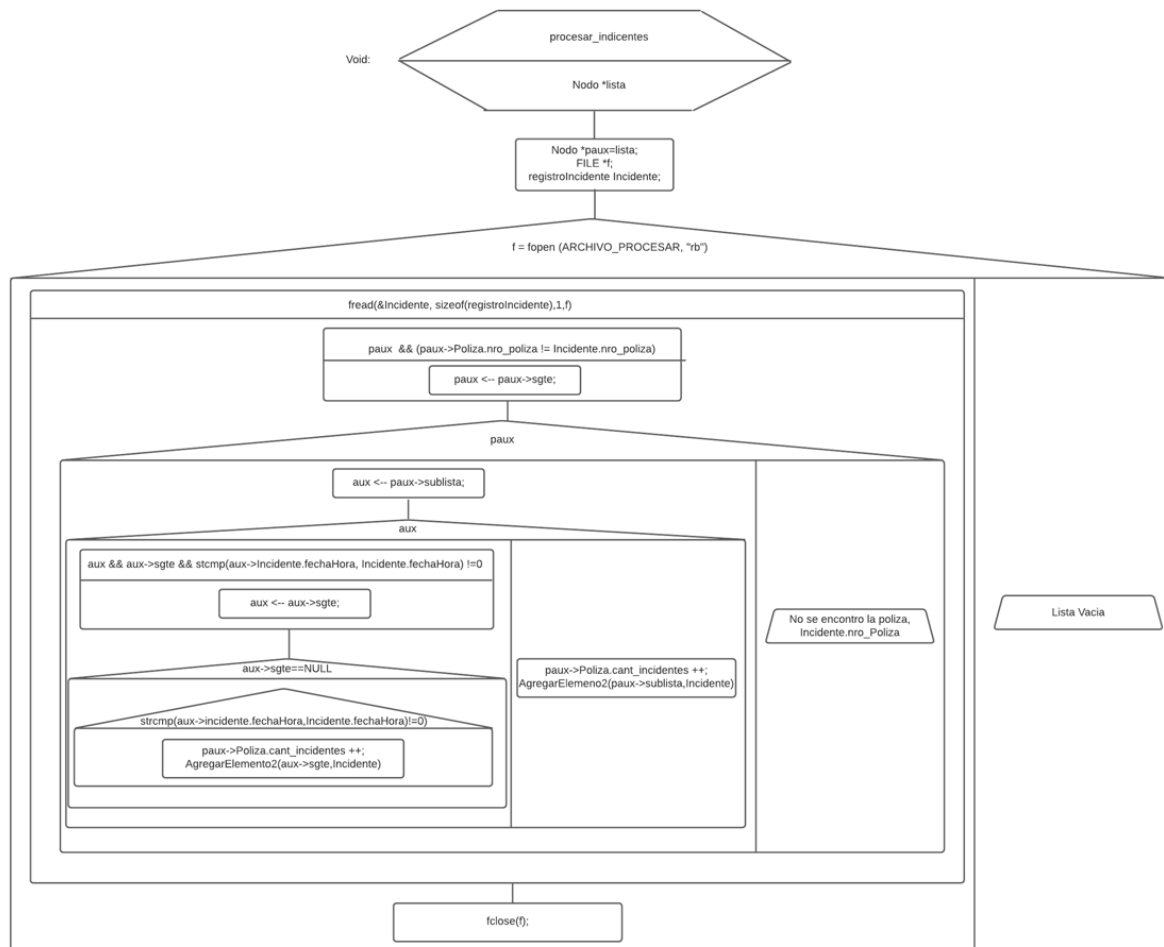 procesar_indicentes
Void:
Nodo *lista
Nodo *paux=lista;
FILE *f;
registroIncidente Incidente;
f = fopen (ARCHIVO_PROCESAR, "rb")
fread(&Incidente, sizeof(registroIncidente),1,f)
paux && (paux->Poliza.nro_poliza != Incidente.nro_poliza)
paux <-- paux->sgte;
paux
aux <-- paux->sublista;
aux
aux && aux->sgte && stcmp(aux->Incidente.fechaHora, Incidente.fechaHora) !=0
aux <-- aux->sgte;
aux->sgte==NULL
strcmp(aux->incidente.fechaHora,Incidente.fechaHora)!=0)
paux->Poliza.cant_incidentes ++;
AgregarElemento2(aux->sgte,Incidente)
paux->Poliza.cant_incidentes ++;
AgregarElemeno2(paux->sublista,Incidente)
No se encontro la poliza,
Incidente.nro_Poliza
Lista Vacia
fclose(f);